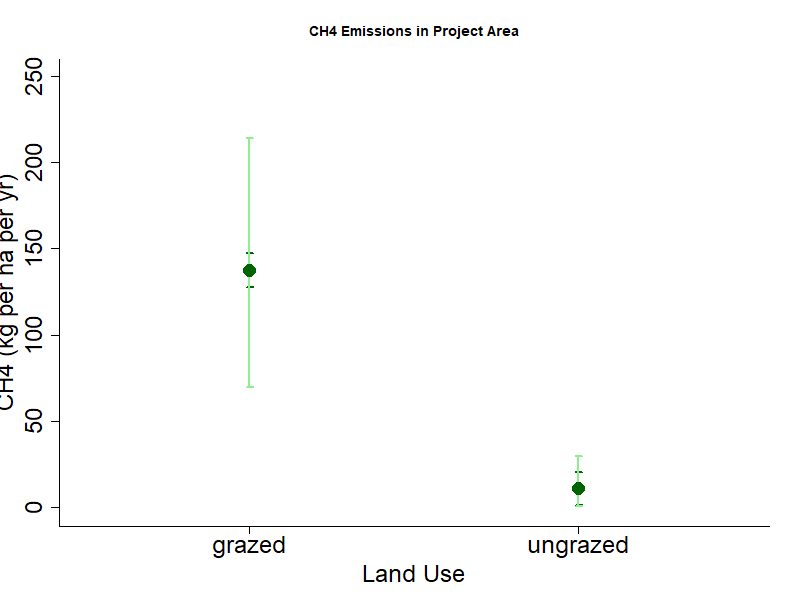 CH4 Emissions in Project Area
CH4 (kg per ha per yr)
250
200
150
100
50
0
grazed
ungrazed
Land Use